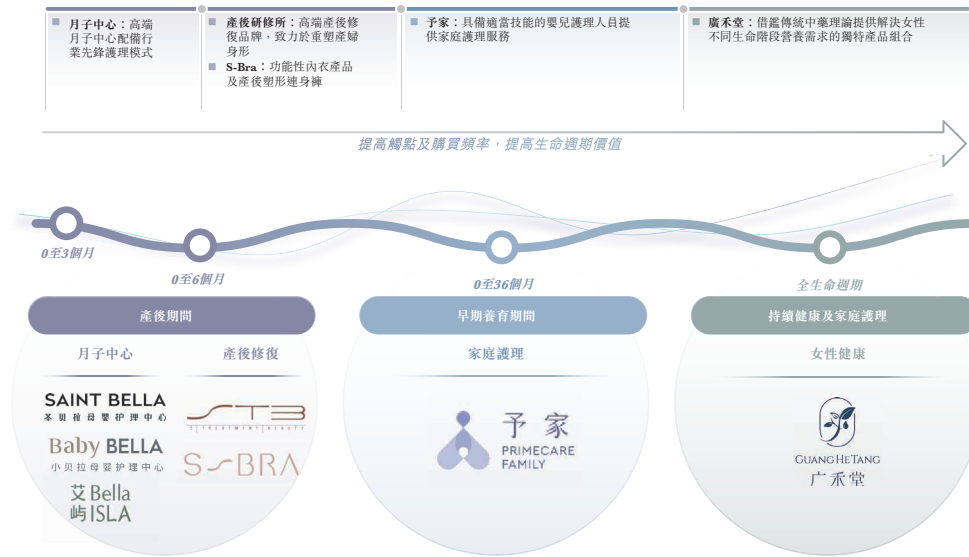 月子中心：高端
月子中心配備行
業先鋒護理模式
產後研修所：高端產後修
復品牌，致力於重塑產婦
身形
S-Bra：功能性內衣產品
及產後塑形連身褲
予家：具備適當技能的嬰兒護理人員提
供家庭護理服務
廣禾堂：借鑑傳統中藥理論提供解決女性
不同生命階段營養需求的獨特產品組合
提高觸點及購買頻率，提高生命週期價值
0至3個月
0至6個月
0至36個月
全生命週期
產後期間
早期養育期間
持續健康及家庭護理
月子中心
產後修復
家庭護理
女性健康
SAINT BELLA
圣贝拉母婴护理中心
Baby BELLA
小贝拉母婴护理中心
艾Bella
屿ISLA
STB
S-BRA
予家
PRIMECARE
FAMILY
GUANG HE TANG
广禾堂